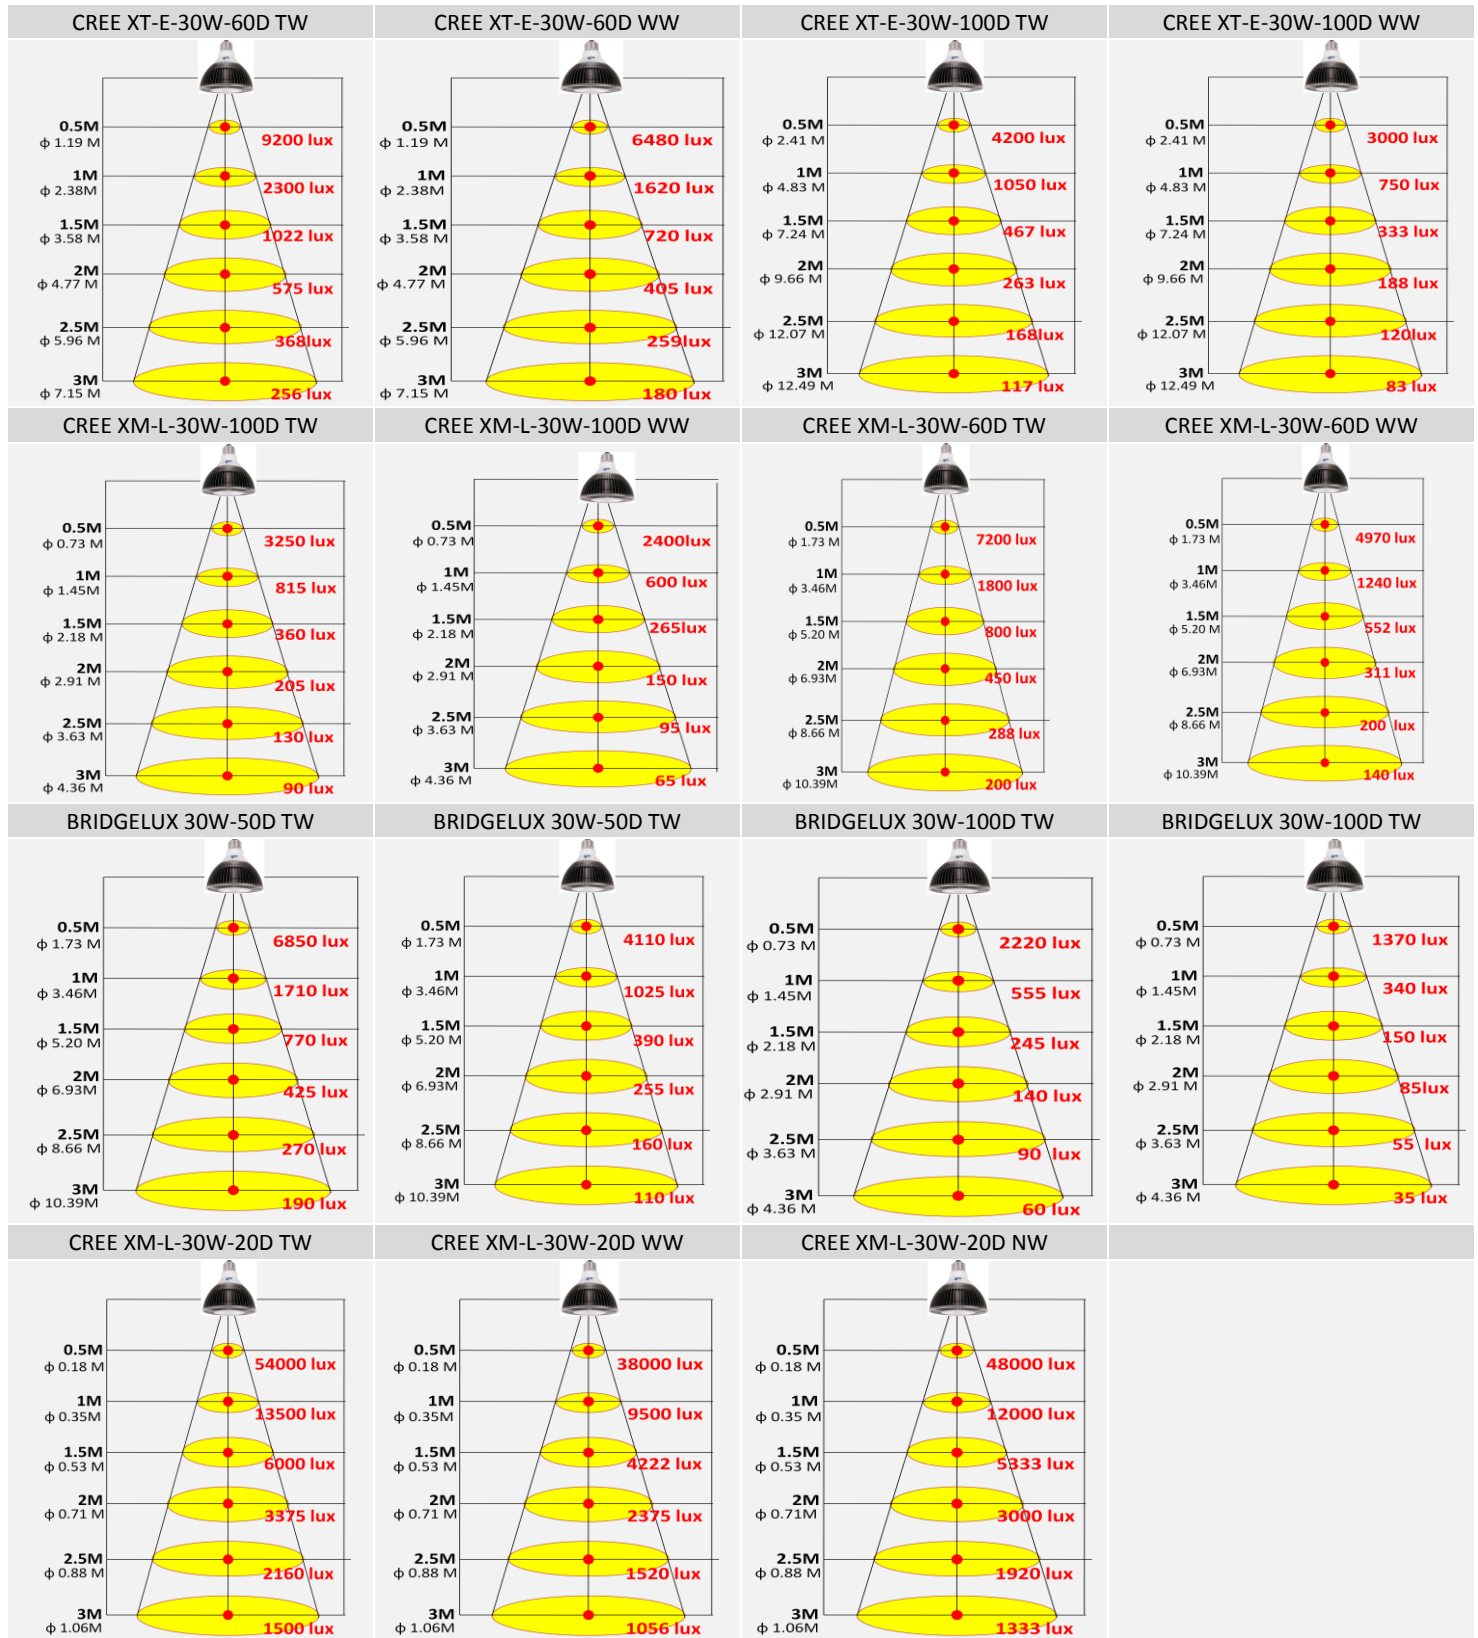 CREE XT-E-30W-60D TW
0.5M
ф 1.19 M
9200 lux
1M
ф 2.38M
2300 lux
1.5M
ф 3.58 M
1022 lux
2M
ф 4.77 M
575 lux
2.5M
ф 5.96 M
368lux
3M
ф 7.15 M
256 lux
CREE XT-E-30W-60D WW
0.5M
ф 1.19 M
6480 lux
1M
ф 2.38M
1620 lux
1.5M
ф 3.58 M
720 lux
2M
ф 4.77 M
405 lux
2.5M
ф 5.96 M
259lux
3M
ф 7.15 M
180 lux
CREE XT-E-30W-100D TW
0.5M
ф 2.41 M
4200 lux
1M
ф 4.83 M
1050 lux
1.5M
ф 7.24 M
467 lux
2M
ф 9.66 M
263 lux
2.5M
ф 12.07 M
168lux
3M
ф 12.49 M
117 lux
CREE XT-E-30W-100D WW
0.5M
ф 2.41 M
3000 lux
1M
ф 4.83 M
750 lux
1.5M
ф 7.24 M
333 lux
2M
ф 9.66 M
188 lux
2.5M
ф 12.07 M
120lux
3M
ф 12.49 M
83 lux
CREE XM-L-30W-100D TW
0.5M
ф 0.73 M
3250 lux
1M
ф 1.45M
815 lux
1.5M
ф 2.18 M
360 lux
2M
ф 2.91 M
205 lux
2.5M
ф 3.63 M
130 lux
3M
ф 4.36 M
90 lux
CREE XM-L-30W-100D WW
0.5M
ф 0.73 M
2400lux
1M
ф 1.45M
600 lux
1.5M
ф 2.18 M
265lux
2M
ф 2.91 M
150 lux
2.5M
ф 3.63 M
95 lux
3M
ф 4.36 M
65 lux
CREE XM-L-30W-60D TW
0.5M
ф 1.73 M
7200 lux
1M
ф 3.46M
1800 lux
1.5M
ф 5.20 M
800 lux
2M
ф 6.93M
450 lux
2.5M
ф 8.66 M
288 lux
3M
ф 10.39M
200 lux
CREE XM-L-30W-60D WW
0.5M
ф 1.73 M
4970 lux
1M
ф 3.46M
1240 lux
1.5M
ф 5.20 M
552 lux
2M
ф 6.93M
311 lux
2.5M
ф 8.66 M
200 lux
3M
ф 10.39M
140 lux
BRIDGELUX 30W-50D TW
0.5M
ф 1.73 M
6850 lux
1M
ф 3.46M
1710 lux
1.5M
ф 5.20 M
770 lux
2M
ф 6.93M
425 lux
2.5M
ф 8.66 M
270 lux
3M
ф 10.39M
190 lux
BRIDGELUX 30W-50D TW
0.5M
ф 1.73 M
4110 lux
1M
ф 3.46M
1025 lux
1.5M
ф 5.20 M
390 lux
2M
ф 6.93M
255 lux
2.5M
ф 8.66 M
160 lux
3M
ф 10.39M
110 lux
BRIDGELUX 30W-100D TW
0.5M
ф 0.73 M
2220 lux
1M
ф 1.45M
555 lux
1.5M
ф 2.18 M
245 lux
2M
ф 2.91 M
140 lux
2.5M
ф 3.63 M
90 lux
3M
ф 4.36 M
60 lux
BRIDGELUX 30W-100D TW
0.5M
ф 0.73 M
1370 lux
1M
ф 1.45M
340 lux
1.5M
ф 2.18 M
150 lux
2M
ф 2.91 M
85lux
2.5M
ф 3.63 M
55 lux
3M
ф 4.36 M
35 lux
CREE XM-L-30W-20D TW
0.5M
ф 0.18 M
54000 lux
1M
ф 0.35M
13500 lux
1.5M
ф 0.53 M
6000 lux
2M
ф 0.71 M
3375 lux
2.5M
ф 0.88 M
2160 lux
3M
ф 1.06M
1500 lux
CREE XM-L-30W-20D WW
0.5M
ф 0.18 M
38000 lux
1M
ф 0.35M
9500 lux
1.5M
ф 0.53 M
4222 lux
2M
ф 0.71 M
2375 lux
2.5M
ф 0.88 M
1520 lux
3M
ф 1.06M
1056 lux
CREE XM-L-30W-20D NW
0.5M
ф 0.18 M
48000 lux
1M
ф 0.35 M
12000 lux
1.5M
ф 0.53 M
5333 lux
2M
ф 0.71M
3000 lux
2.5M
ф 0.88 M
1920 lux
3M
ф 1.06M
1333 lux